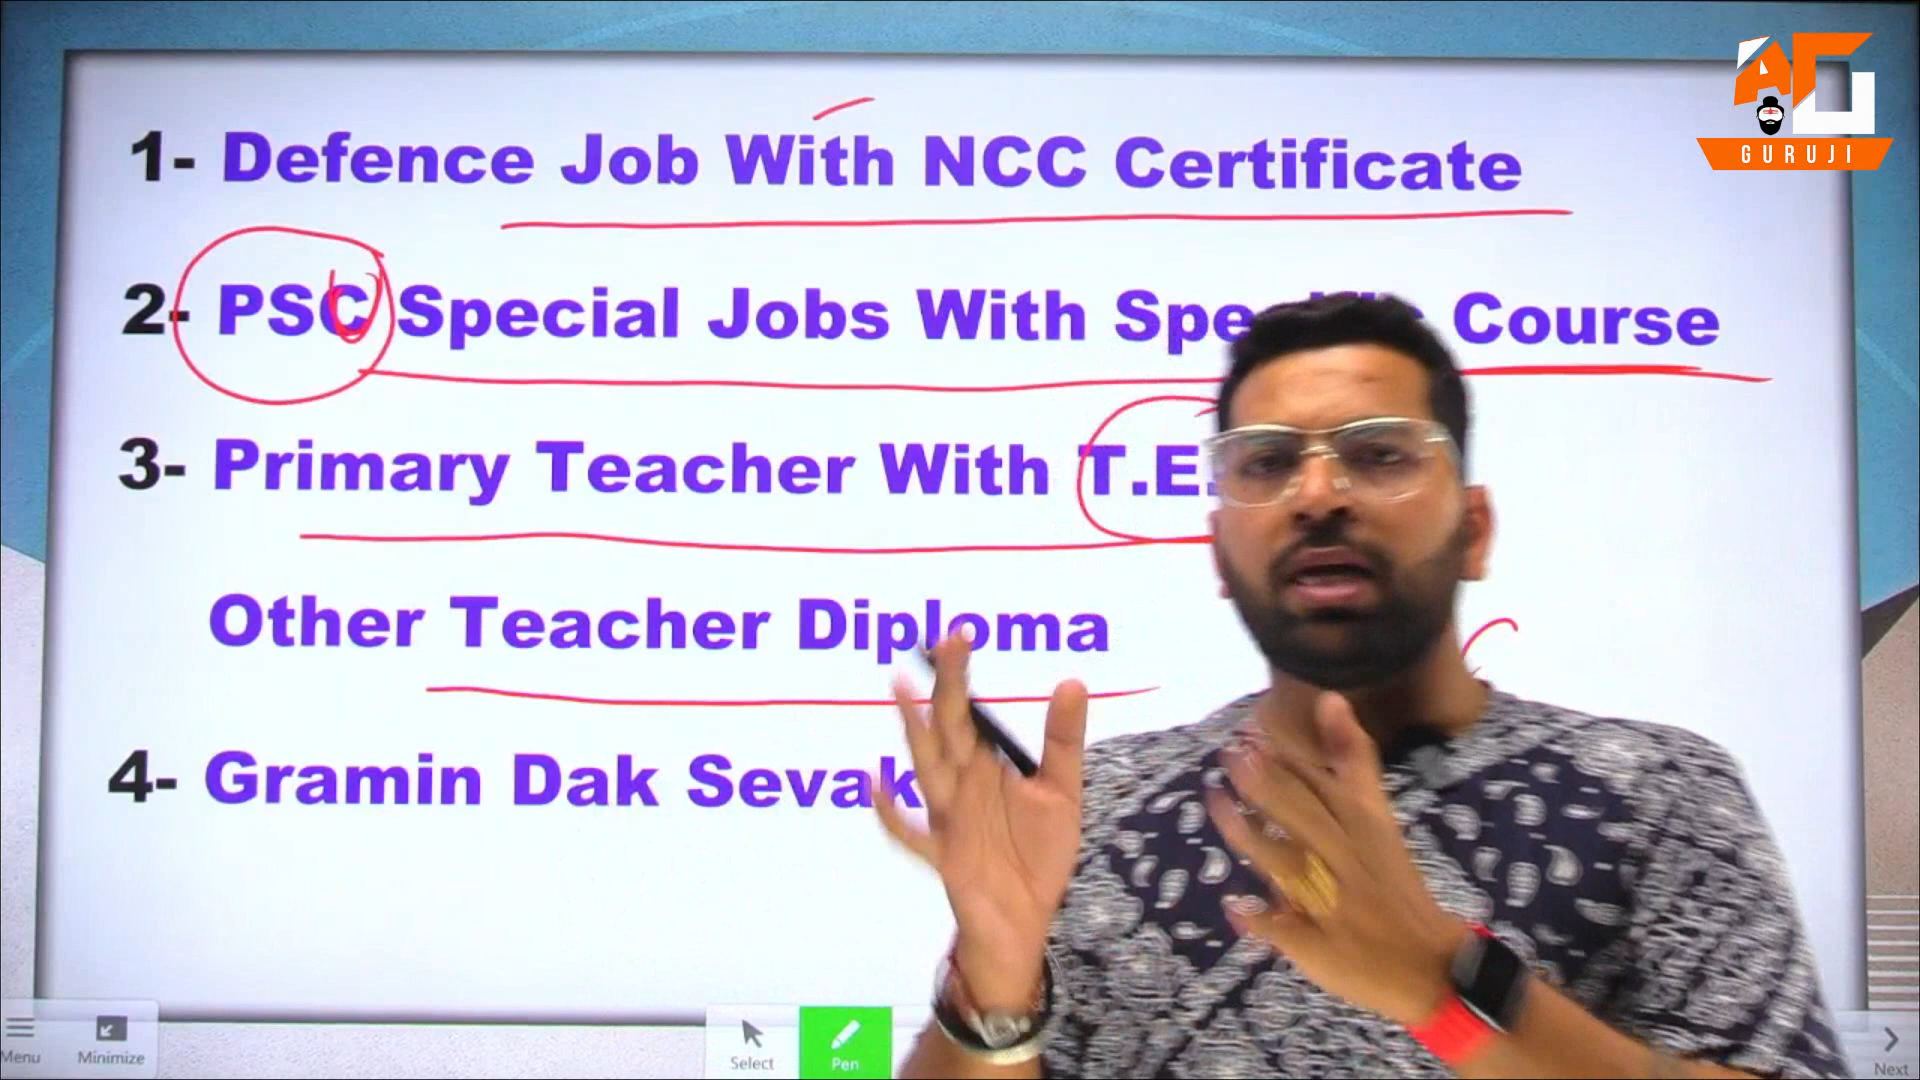 AG
GURUJI
1- Defence Job With NCC Certificate
2- PSC Special Jobs With Course
U
3- Primary Teacher With T.E.
Other Teacher Diploma
4- Gramin Dak Sevak
Menu
Minimize
Select
Pen
Next